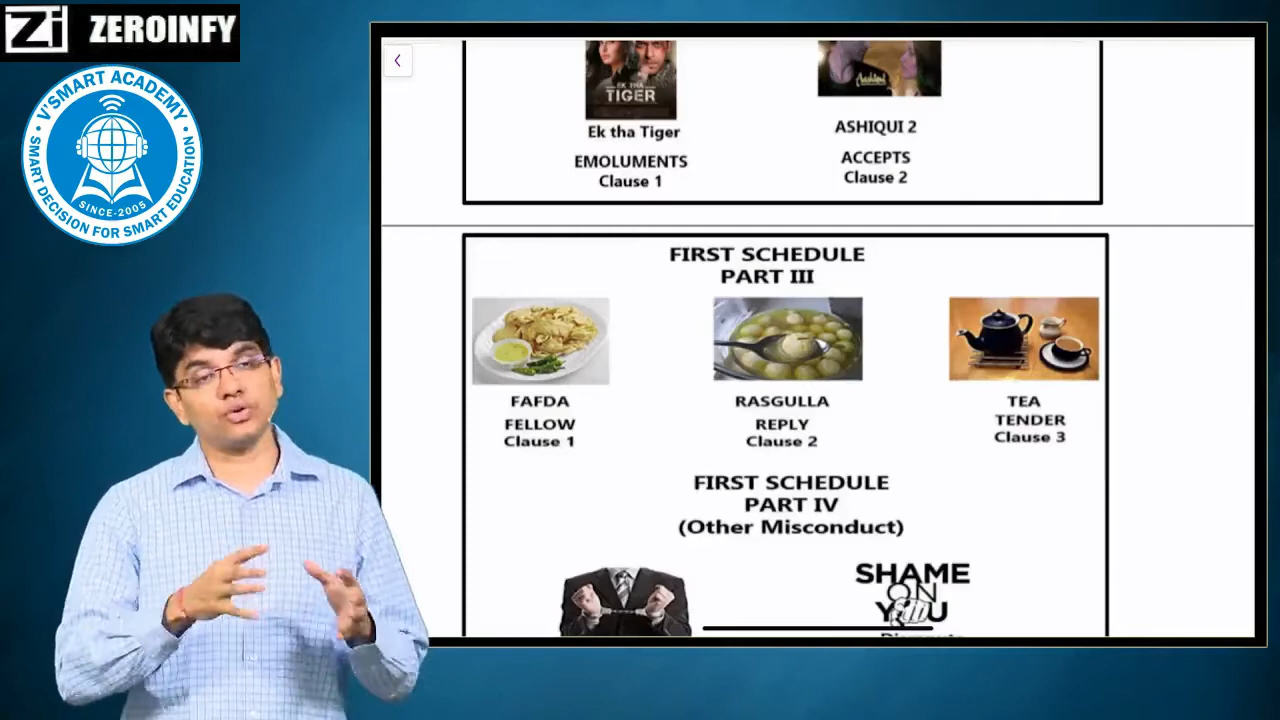 Zi ZEROINFY
V'SMART ACADEMY
SMART DECISION FOR SMART EDUCATION
SINCE-2005
EK THA
TIGER
Ek tha Tiger
EMOLUMENTS
Clause 1
Aashiqui
ASHIQUI 2
ACCEPTS
Clause 2
FIRST SCHEDULE
PART III
FAFDA
FELLOW
Clause 1
RASGULLA
REPLY
Clause 2
TEA
TENDER
Clause 3
FIRST SCHEDULE
PART IV
(Other Misconduct)
SHAME
ON
YOU